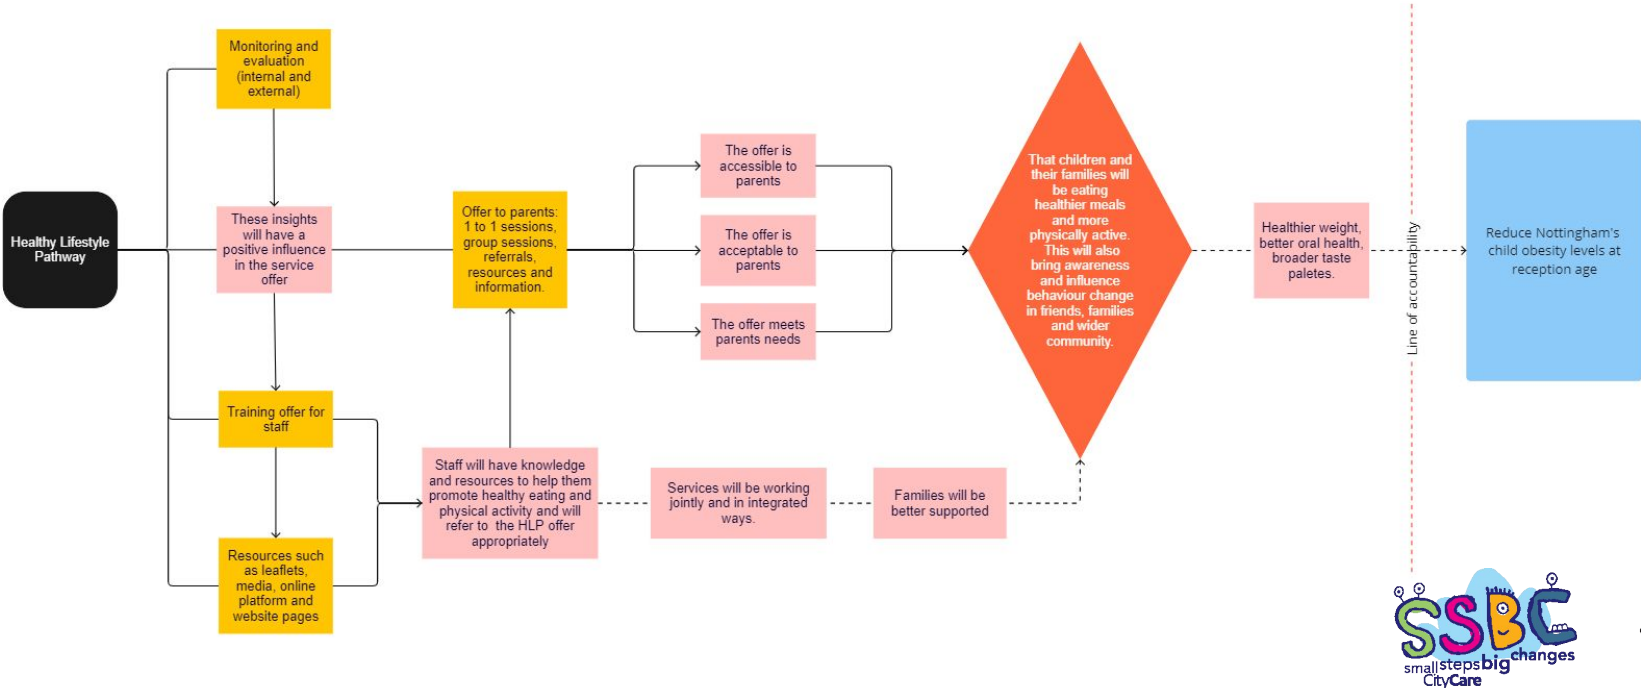 Healthy Lifestyle
Pathway
Monitoring and
evaluation
(internal and
external)
These insights
will have a
positive influence
in the service
offer
Training offer for
staff
Resources such
as leaflets,
media, online
platform and
website pages
Offer to parents:
1 to 1 sessions,
group sessions,
referrals,
resources and
information.
Staff will have knowledge
and resources to help them
promote healthy eating and
physical activity and will
refer to the HLP offer
appropriately
The offer is
accessible to
parents
The offer is
acceptable to
parents
The offer meets
parents needs
Services will be working
jointly and in integrated
ways.
Families will be
better supported
That children and
their families will
be eating
healthier meals
and more
physically active.
This will also
bring awareness
and influence
behaviour change
in friends, families
and wider
community.
Healthier weight,
better oral health,
broader taste
paletes.
Line of accountability
Reduce Nottingham's
child obesity levels at
reception age
SSBC
small steps big changes
CityCare